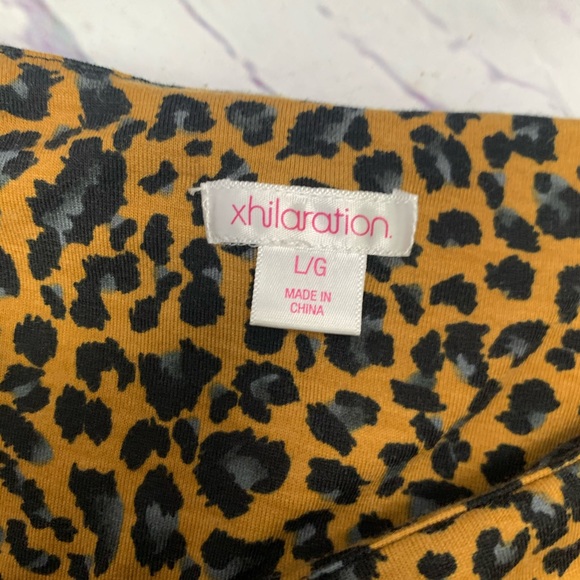 xhilaration.
L/G
MADE IN
CHINA